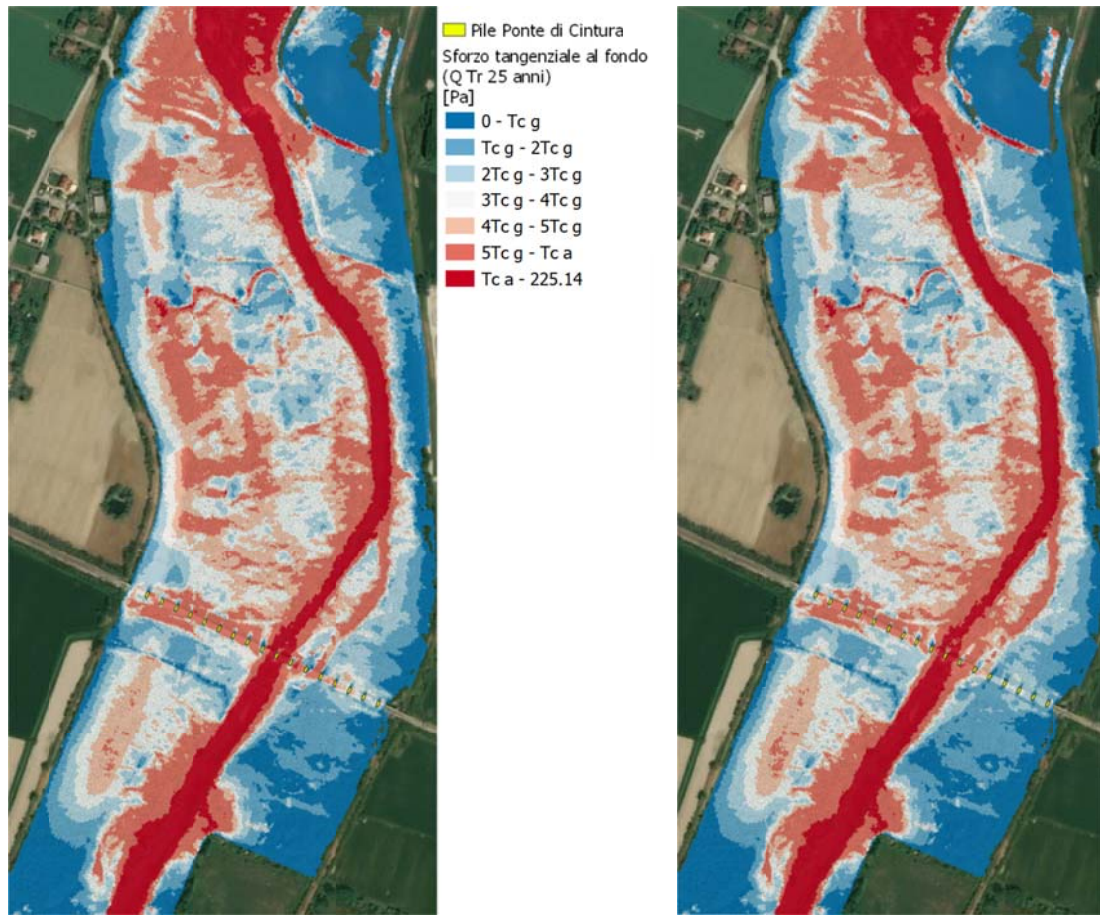 Pile Ponte di Cintura
Sforzo tangenziale al fondo
(Q Tr 25 anni)
[Pa]
0 - Tc g
Tc g - 2Tc g
2Tc g - 3Tc g
3Tc g - 4Tc g
4Tc g - 5Tc g
5Tc g - Tc a
Tc a - 225.14